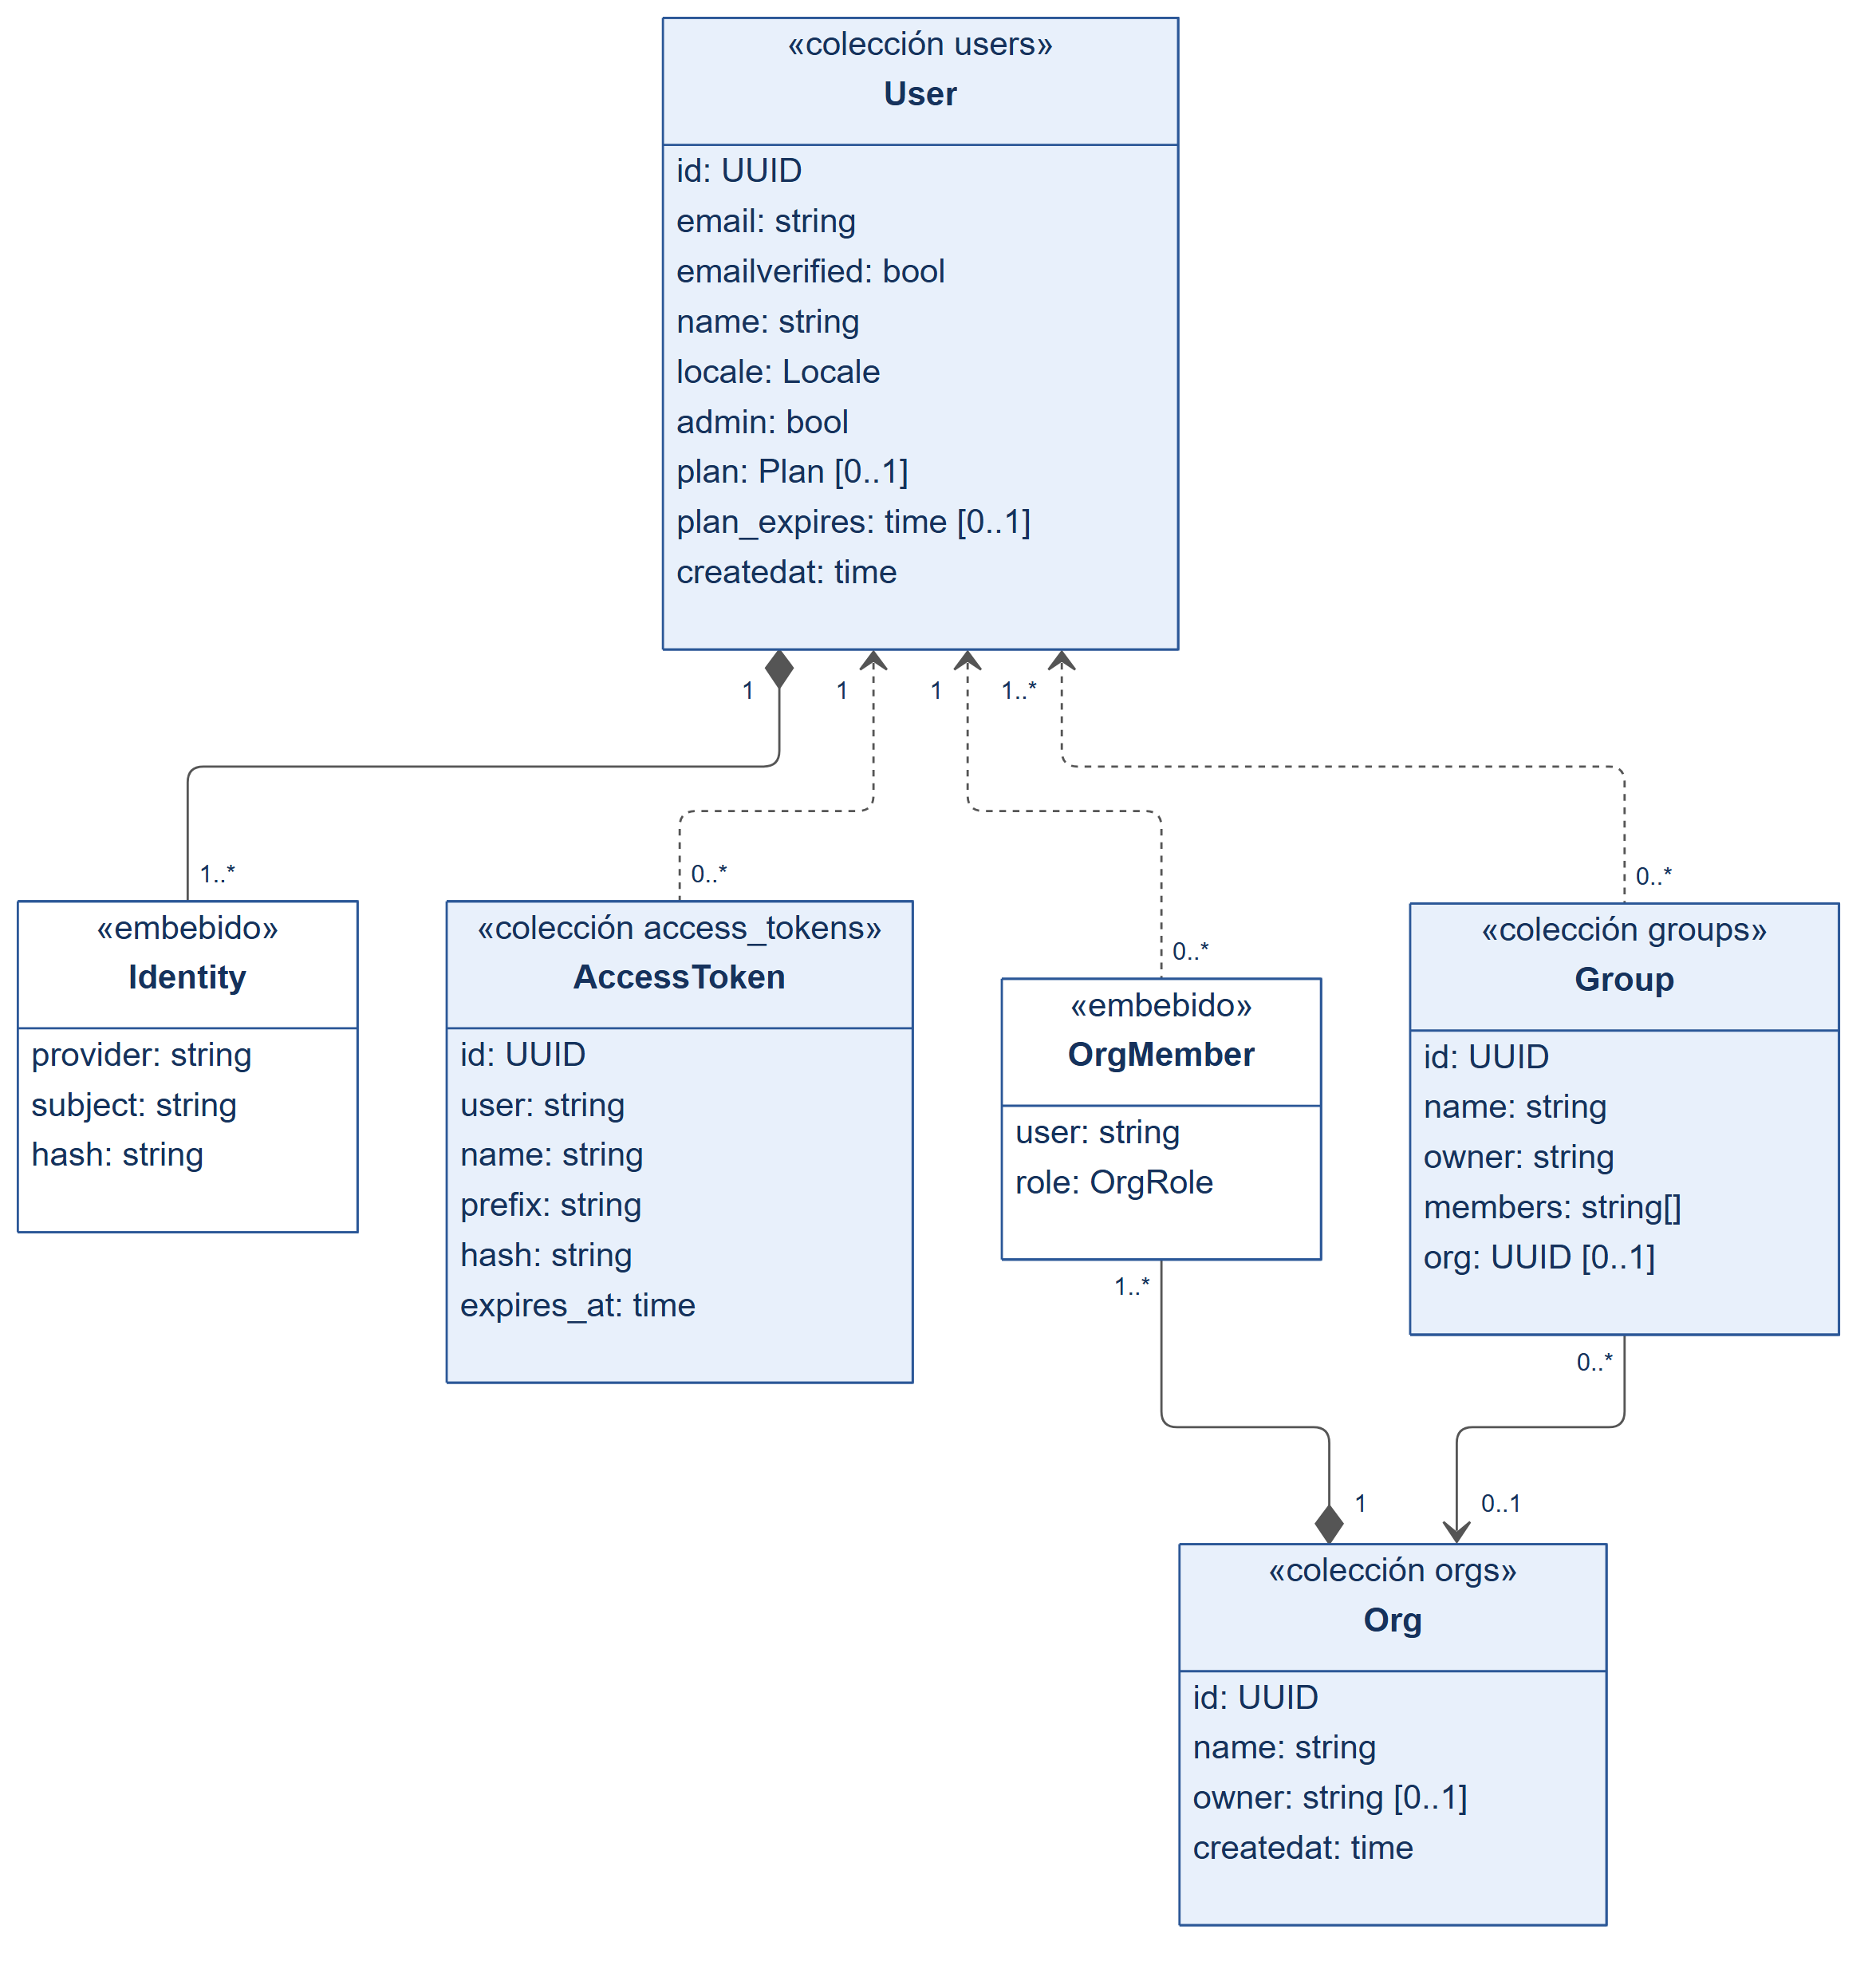 «colección users»
User
id: UUID
email: string
emailverified: bool
name: string
locale: Locale
admin: bool
plan: Plan [0..1]
plan_expires: time [0..1]
createdat: time
1
1
1
1..*
1..*
0..*
0..*
0..*
«embebido»
Identity
provider: string
subject: string
hash: string
«colección access_tokens»
AccessToken
id: UUID
user: string
name: string
prefix: string
hash: string
expires_at: time
«embebido»
OrgMember
user: string
role: OrgRole
«colección groups»
Group
id: UUID
name: string
owner: string
members: string[]
org: UUID [0..1]
1..*
0..*
1
0..1
«colección orgs»
Org
id: UUID
name: string
owner: string [0..1]
createdat: time